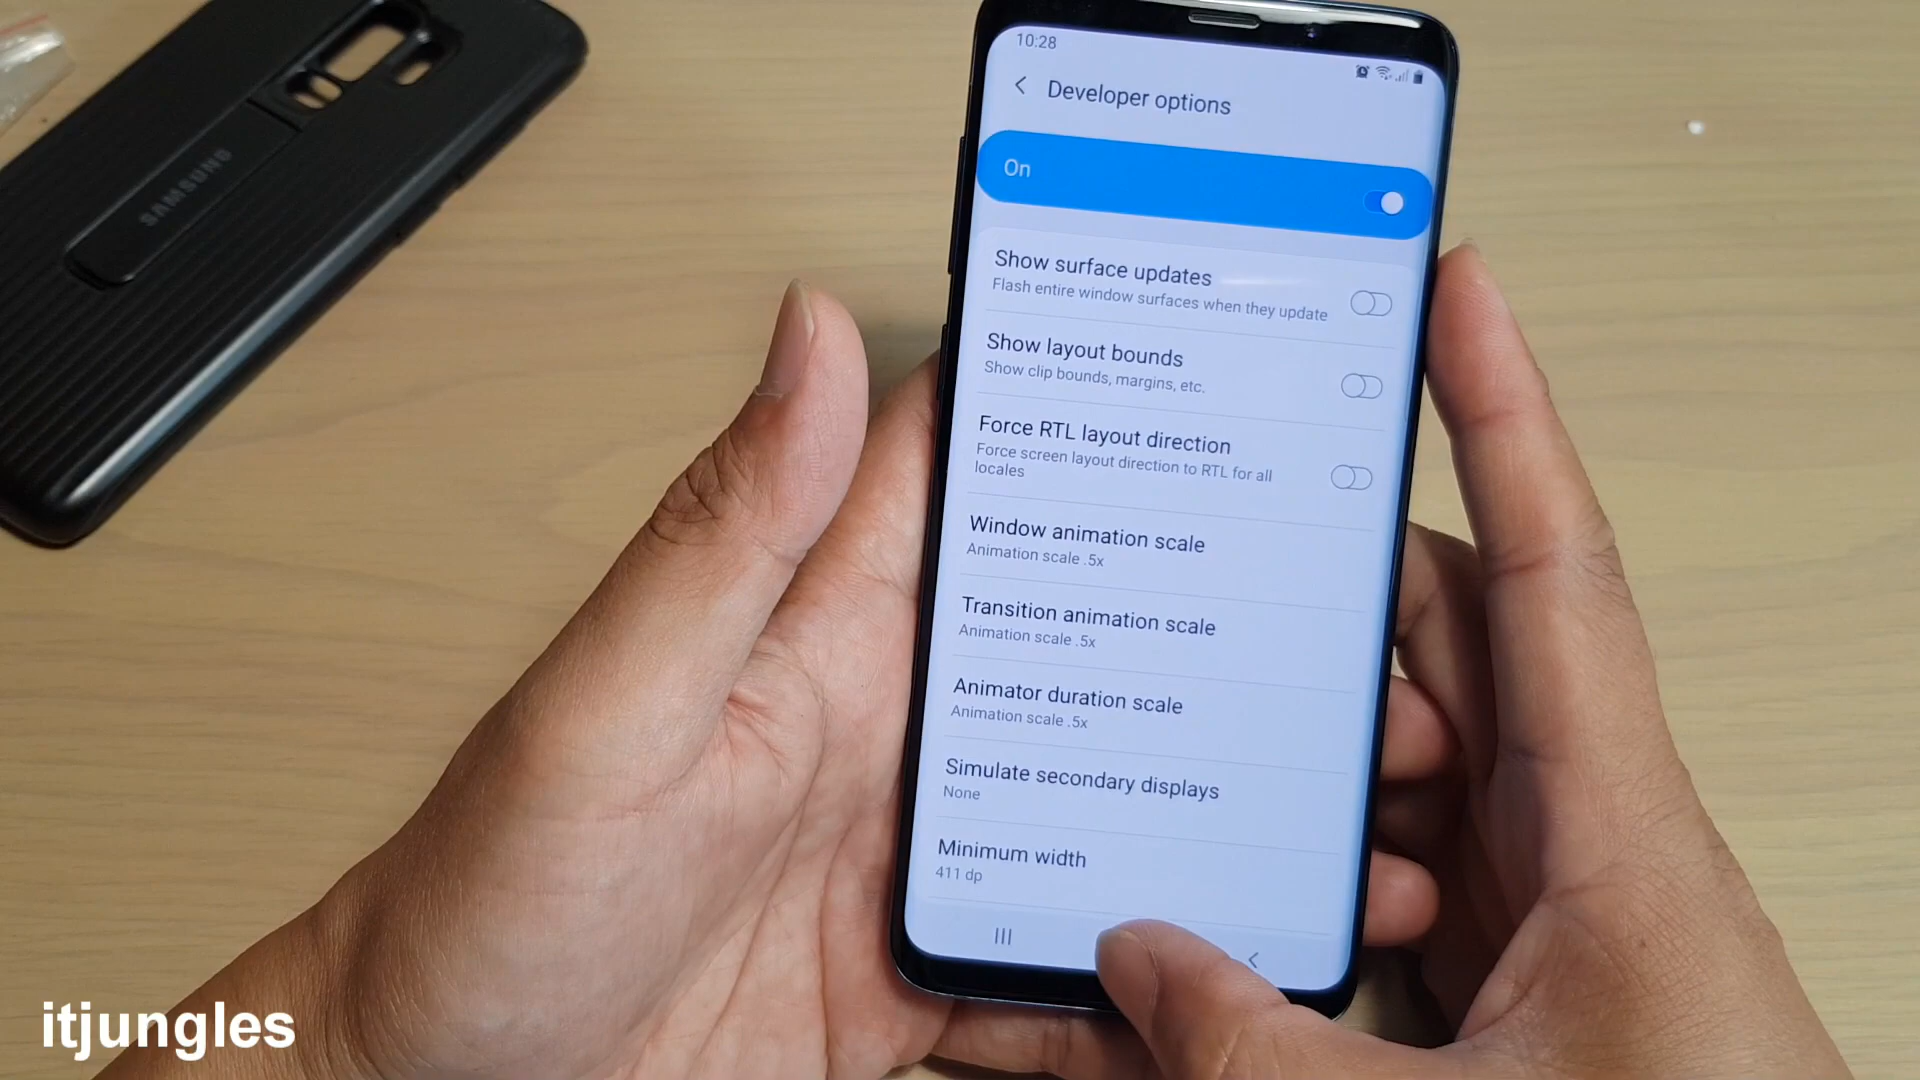 SAMSUNG
10:28
Developer options
On
Show surface updates
Flash entire window surfaces when they update
Show layout bounds
Show clip bounds, margins, etc.
Force RTL layout direction
Force screen layout direction to RTL for all
locales
Window animation scale
Animation scale .5x
Transition animation scale
Animation scale .5x
Animator duration scale
Animation scale .5x
Simulate secondary displays
None
Minimum width
411 dp
itjungles